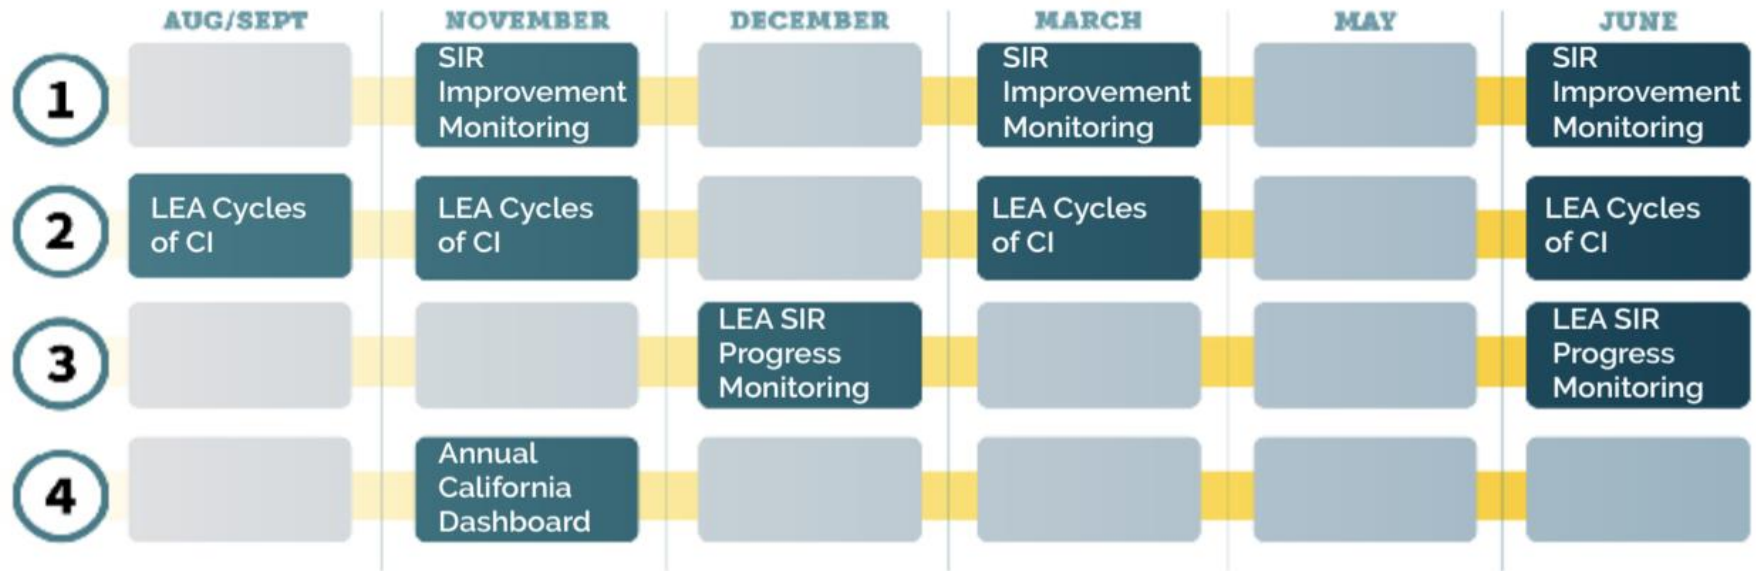 AUG/SEPT NOVEMBER DECEMBER MARCH MAY JUNE
1
SIR
Improvement
Monitoring
SIR
Improvement
Monitoring
SIR
Improvement
Monitoring
2
LEA Cycles
of CI
LEA Cycles
of CI
LEA Cycles
of CI
LEA Cycles
of CI
3
LEA SIR
Progress
Monitoring
LEA SIR
Progress
Monitoring
4
Annual
California
Dashboard